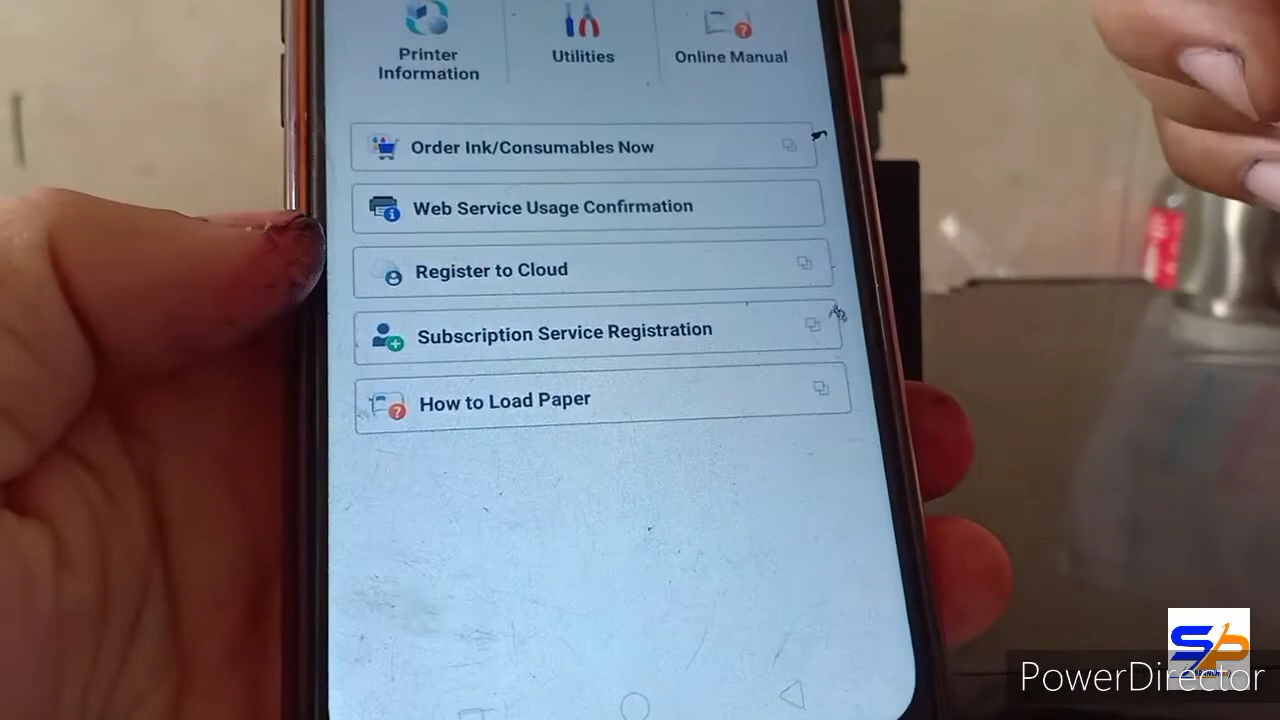 Printer
Information
Utilities
Online Manual
Order Ink/Consumables Now
Web Service Usage Confirmation
Register to Cloud
Subscription Service Registration
How to Load Paper
PowerDirector